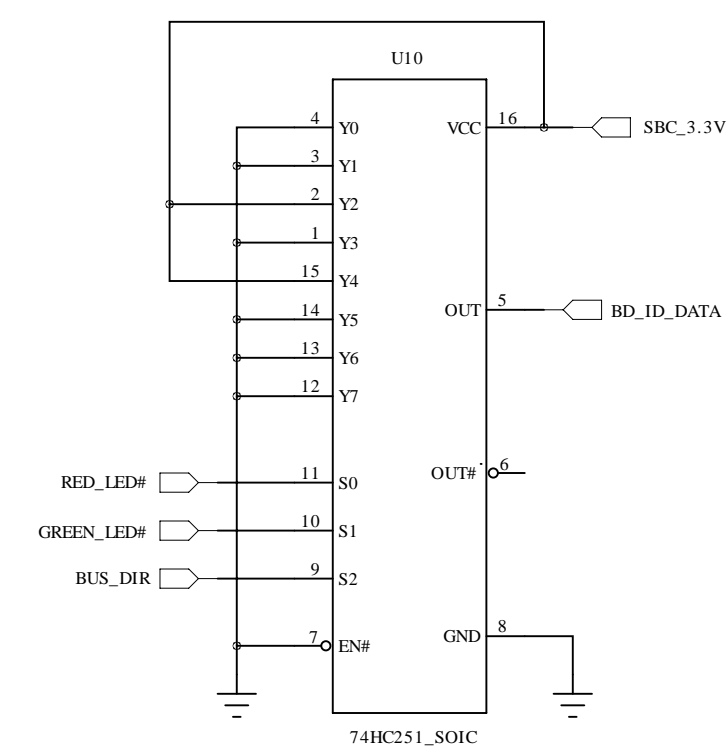 U10
4 Y0 VCC 16 SBC_3.3V
3 Y1
2 Y2
1 Y3
15 Y4
14 Y5 OUT 5 BD_ID_DATA
13 Y6
12 Y7
RED_LED# 11 S0 OUT# 6
GREEN_LED# 10 S1
BUS_DIR 9 S2
7 EN# GND 8
74HC251_SOIC